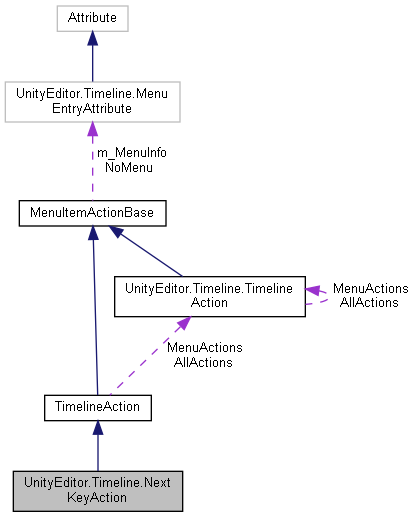 Attribute
UnityEditor.Timeline.Menu
EntryAttribute
m_MenuInfo
NoMenu
MenuItemActionBase
UnityEditor.Timeline.Timeline
Action
MenuActions
AllActions
MenuActions
AllActions
TimelineAction
UnityEditor.Timeline.Next
KeyAction